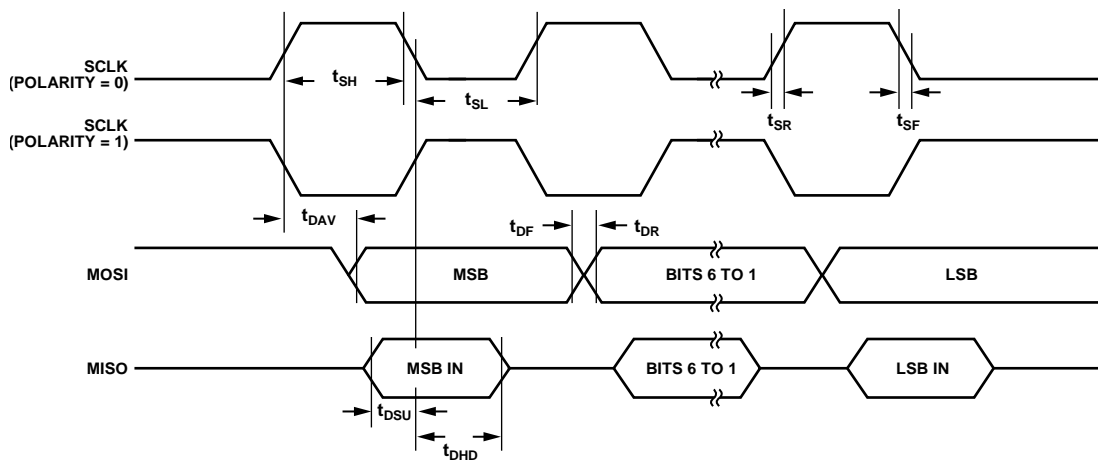 SCLK
(POLARITY = 0)
tSH
tSL
tSR
tSF
SCLK
(POLARITY = 1)
tDAV
tDF
tDR
MOSI
MSB
BITS 6 TO 1
LSB
MISO
MSB IN
BITS 6 TO 1
LSB IN
tDSU
tDHD